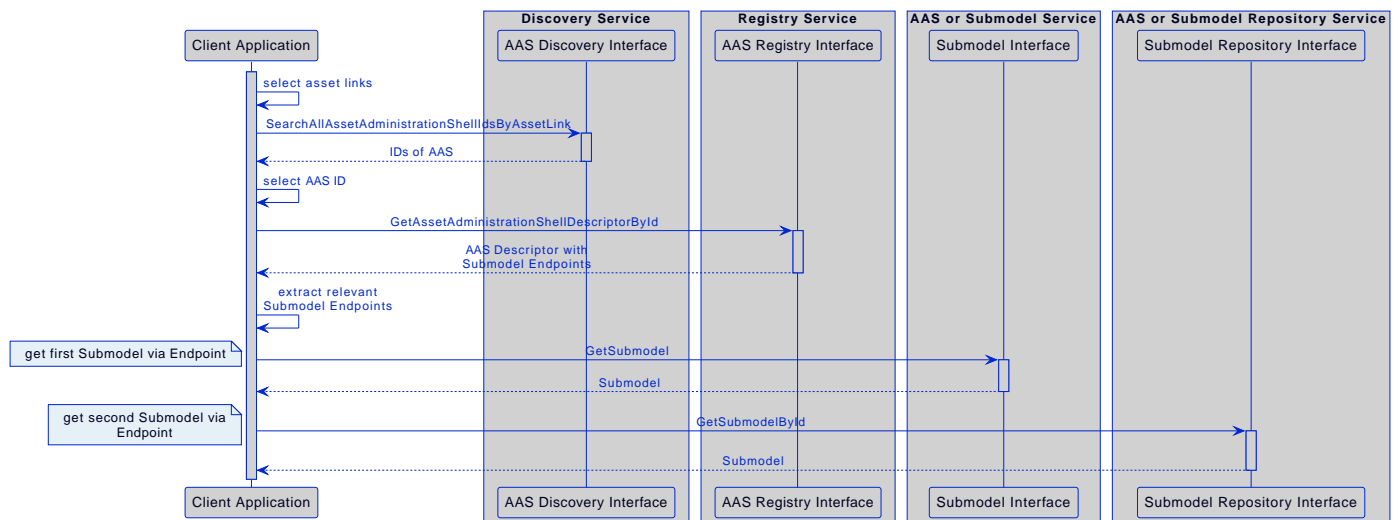 Discovery Service
Registry Service
AAS or Submodel Service
AAS or Submodel Repository Service
Client Application
AAS Discovery Interface
AAS Registry Interface
Submodel Interface
Submodel Repository Interface
select asset links
SearchAllAssetAdministrationShellIdsByAssetLink
IDs of AAS
select AAS ID
GetAssetAdministrationShellDescriptorById
AAS Descriptor with
Submodel Endpoints
extract relevant
Submodel Endpoints
get first Submodel via Endpoint
GetSubmodel
Submodel
get second Submodel via
Endpoint
GetSubmodelById
Submodel
Client Application
AAS Discovery Interface
AAS Registry Interface
Submodel Interface
Submodel Repository Interface